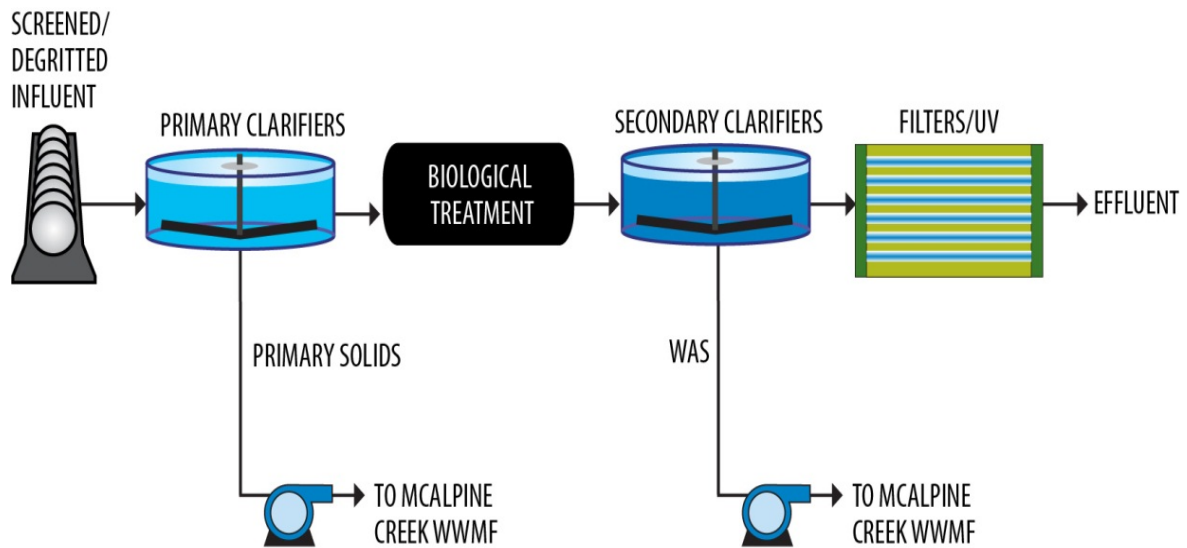 SCREENED/
DEGRITTED
INFLUENT
PRIMARY CLARIFIERS
BIOLOGICAL
TREATMENT
SECONDARY CLARIFIERS
FILTERS/UV
EFFLUENT
PRIMARY SOLIDS
WAS
TO MCALPINE
CREEK WWMF
TO MCALPINE
CREEK WWMF